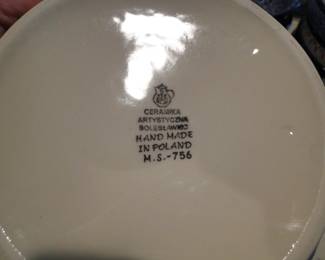 CERAMIKA
ARTYSTYCZNA
BOLESŁAWIEC
HAND MADE
IN POLAND
M.S.-756